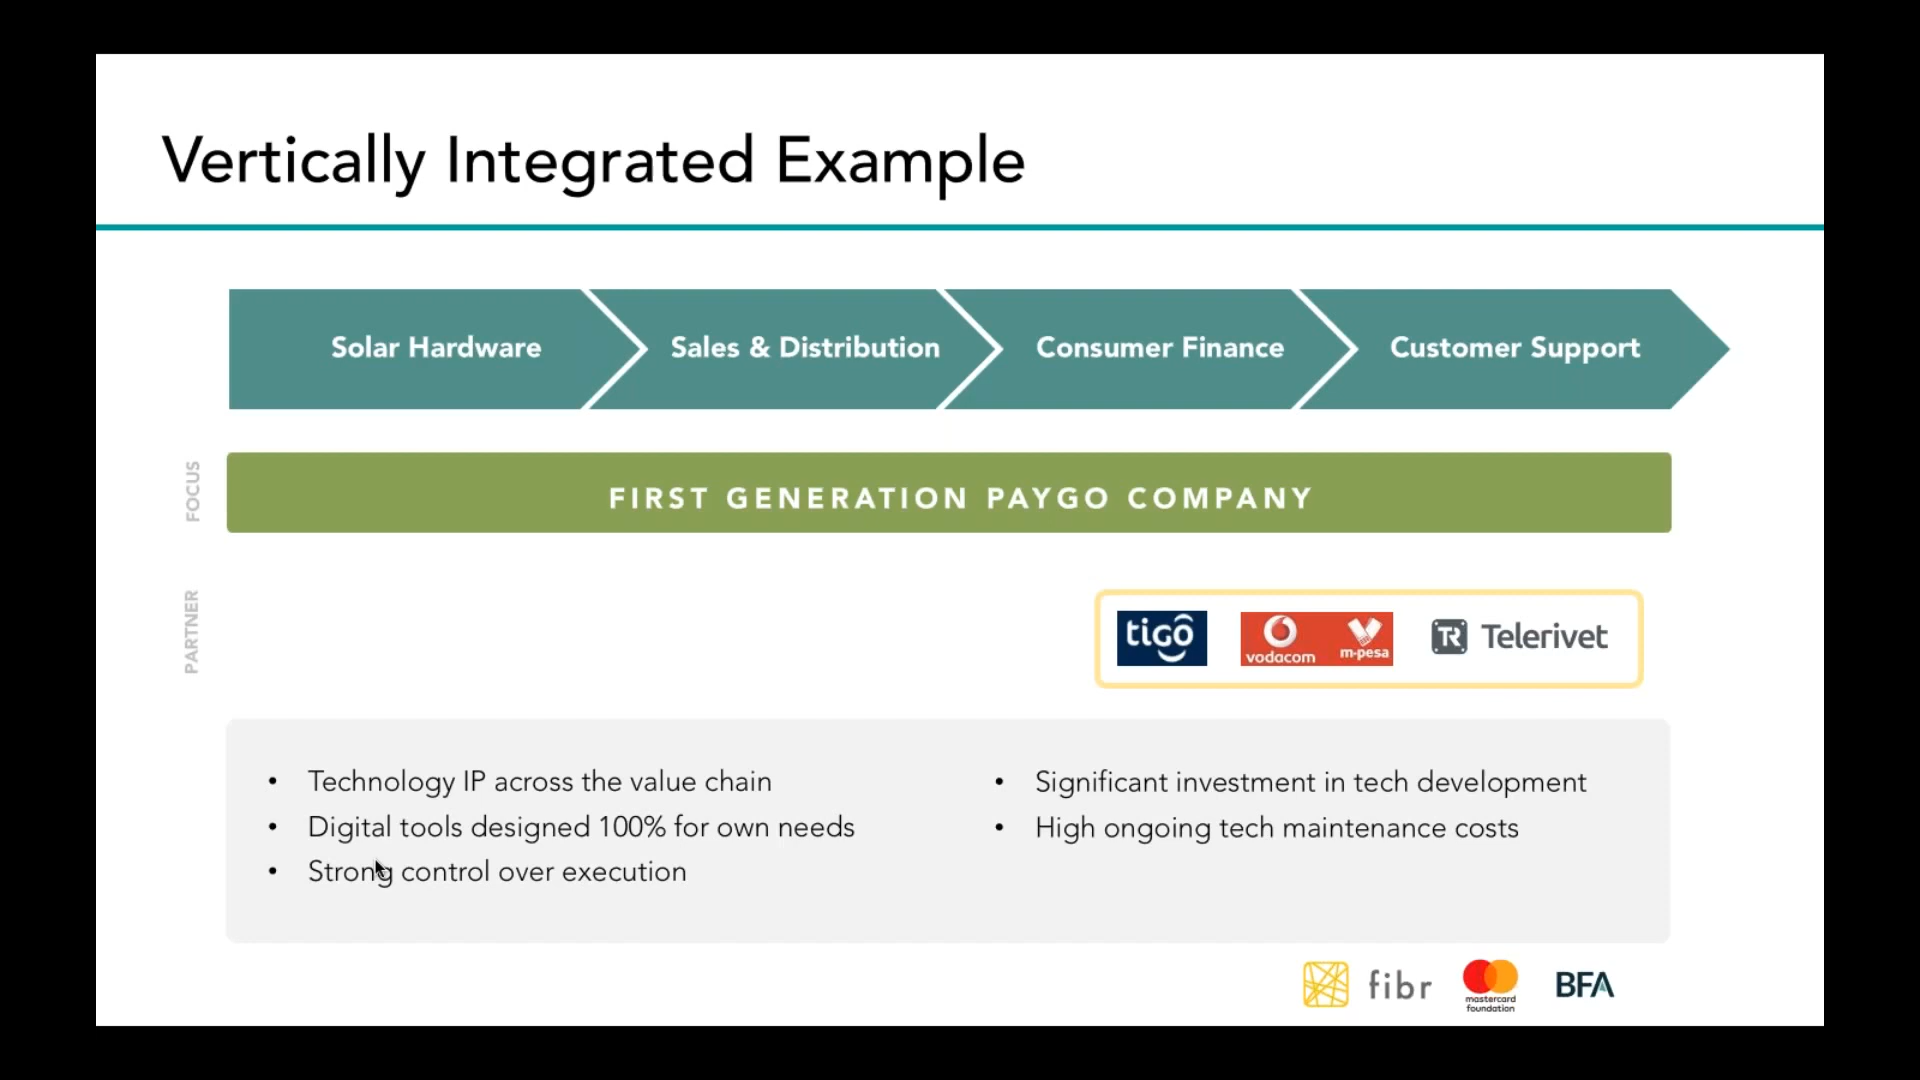 Vertically Integrated Example
Solar Hardware
Sales & Distribution
Consumer Finance
Customer Support
FOCUS
FIRST GENERATION PAYGO COMPANY
PARTNER
tigo
vodacom
m-pesa
TR Telerivet
• Technology IP across the value chain
• Digital tools designed 100% for own needs
• Strong control over execution
• Significant investment in tech development
• High ongoing tech maintenance costs
fibr
mastercard
foundation
BFA